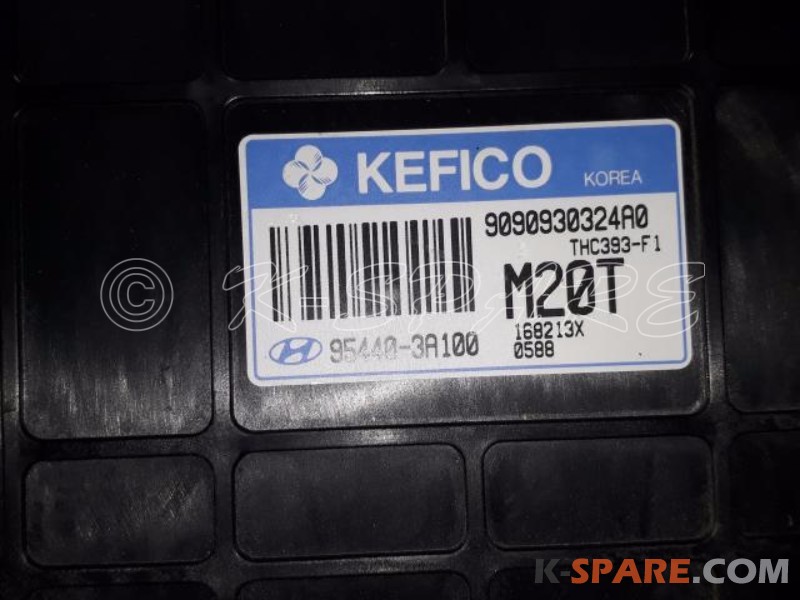 KEFICO KOREA
9090930324A0
THC393-F1
M20T
168213X
95440-3A100 0588
© K-SPARE
K-SPARE.COM